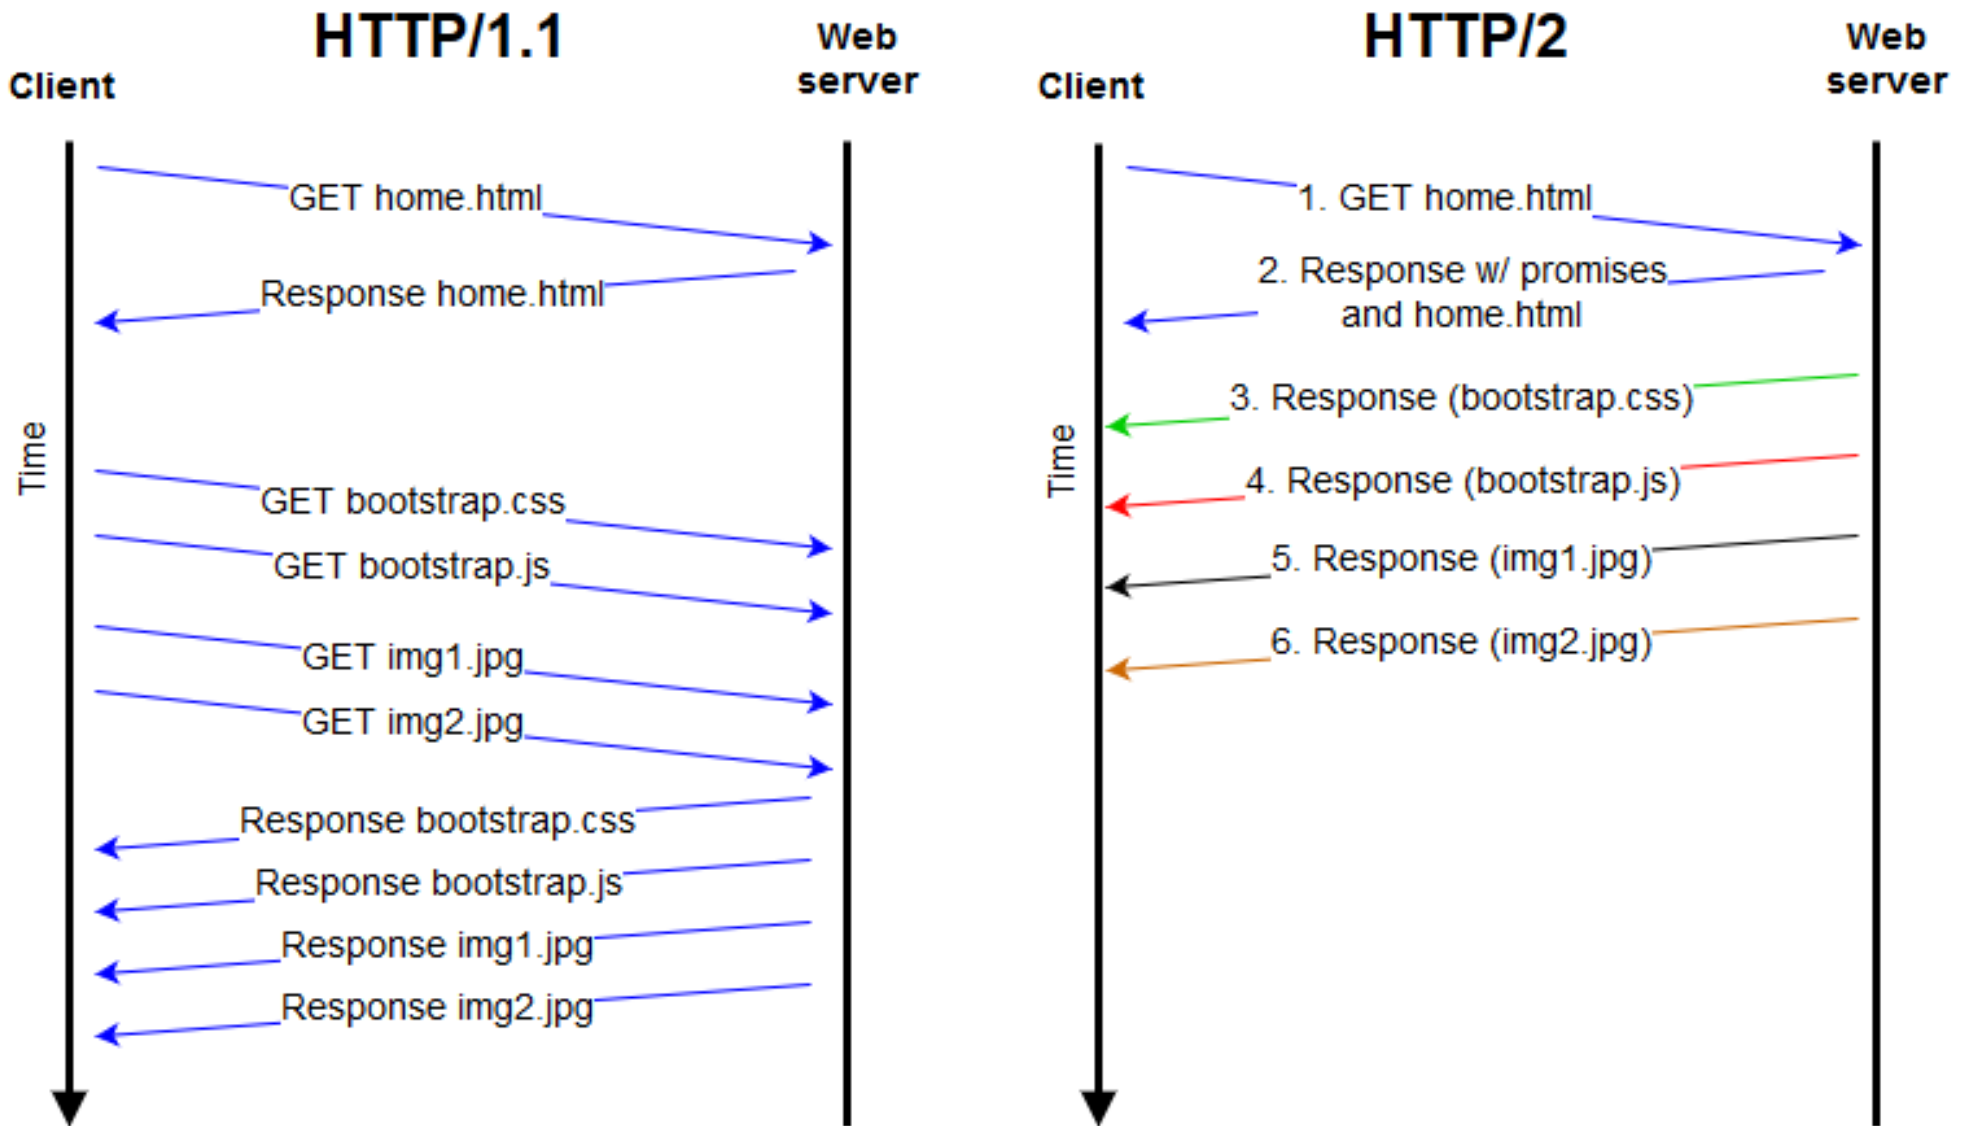 HTTP/1.1
Client
Web
server
GET home.html
Response home.html
Time
GET bootstrap.css
GET bootstrap.js
GET img1.jpg
GET img2.jpg
Response bootstrap.css
Response bootstrap.js
Response img1.jpg
Response img2.jpg
HTTP/2
Client
Web
server
1. GET home.html
2. Response w/ promises
and home.html
Time
3. Response (bootstrap.css)
4. Response (bootstrap.js)
5. Response (img1.jpg)
6. Response (img2.jpg)